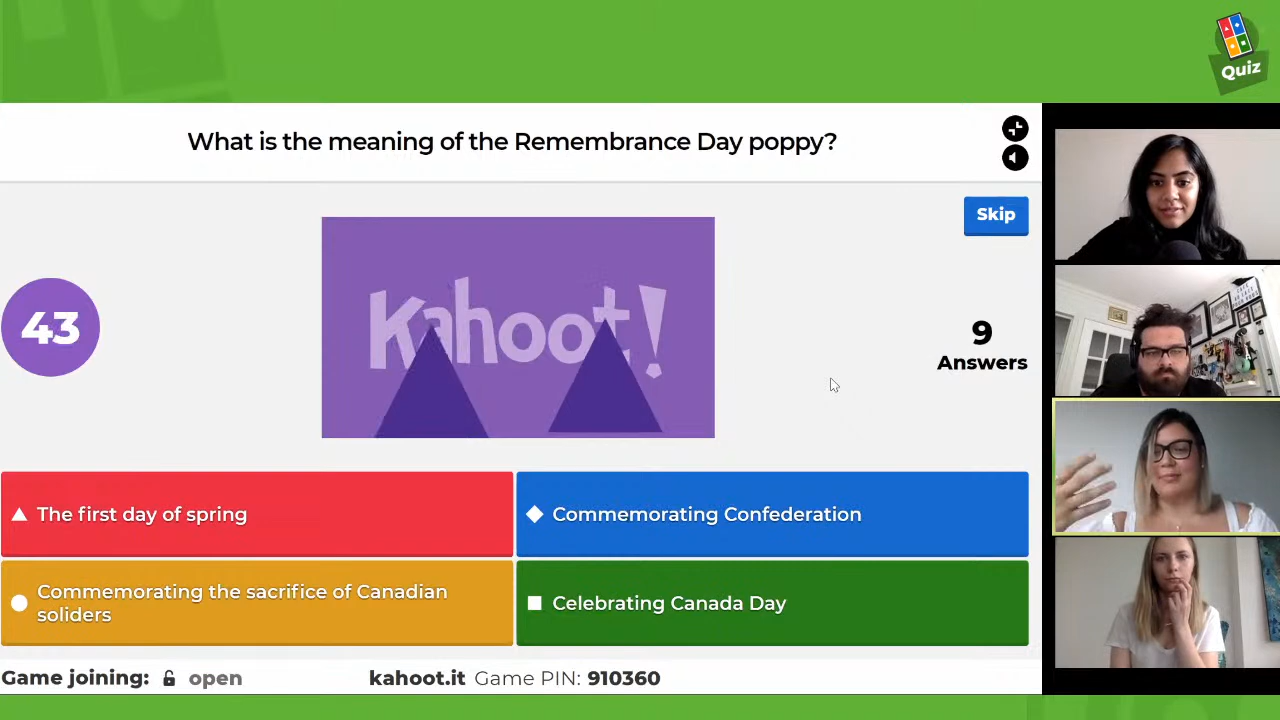 Quiz
What is the meaning of the Remembrance Day poppy?
Skip
43
Kahoot!
9
Answers
The first day of spring
Commemorating Confederation
Commemorating the sacrifice of Canadian
soliders
Celebrating Canada Day
Game joining: open
kahoot.it Game PIN: 910360